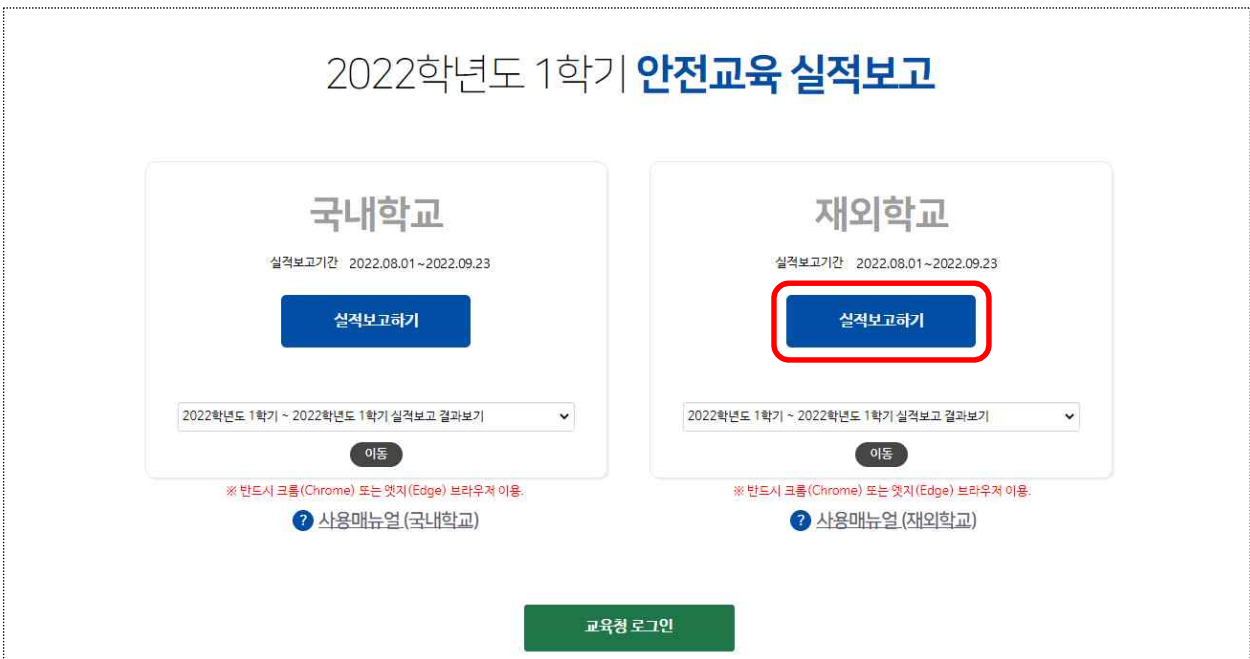 2022학년도 1학기 안전교육 실적보고
국내학교
실적보고기간 2022.08.01~2022.09.23
실적보고하기
2022학년도 1학기 ~ 2022학년도 1학기 실적보고 결과보기
이동
※ 반드시 크롬(Chrome) 또는 엣지(Edge) 브라우저 이용.
? 사용매뉴얼 (국내학교)
재외학교
실적보고기간 2022.08.01~2022.09.23
실적보고하기
2022학년도 1학기 ~ 2022학년도 1학기 실적보고 결과보기
이동
※ 반드시 크롬(Chrome) 또는 엣지(Edge) 브라우저 이용.
? 사용매뉴얼 (재외학교)
교육청 로그인